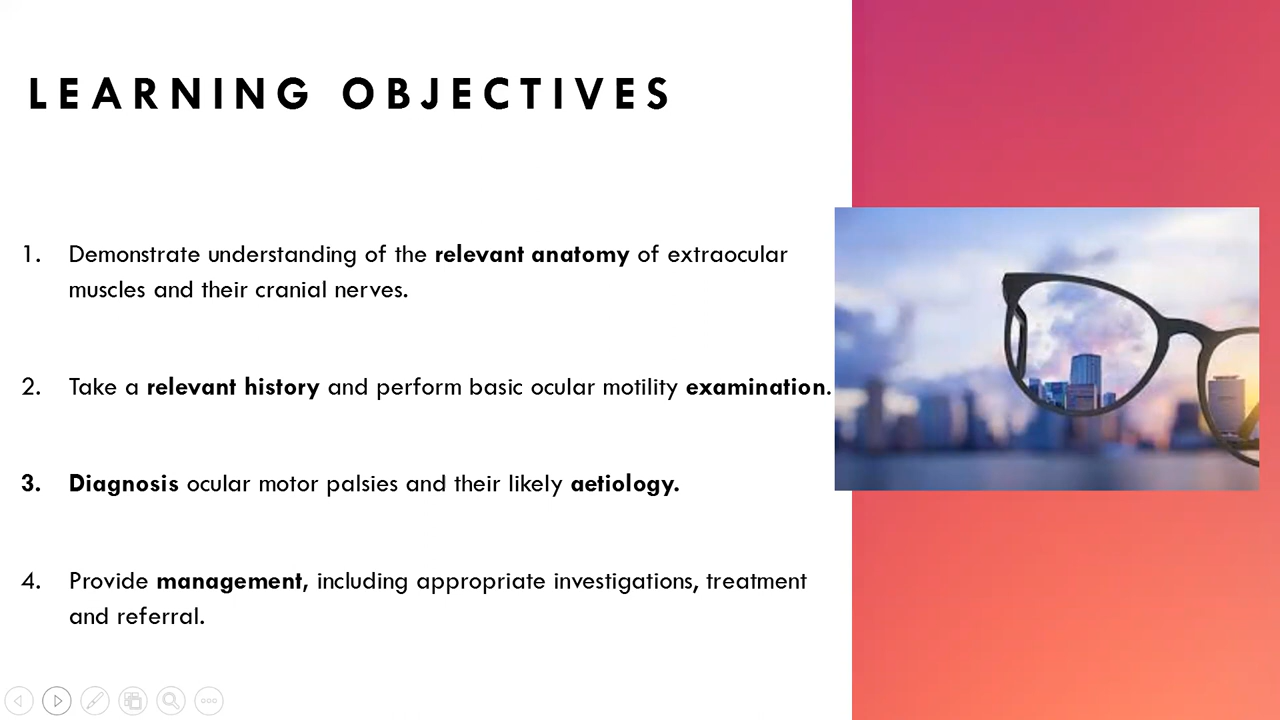 LEARNING OBJECTIVES
1. Demonstrate understanding of the relevant anatomy of extraocular
muscles and their cranial nerves.
2. Take a relevant history and perform basic ocular motility examination.
3. Diagnosis ocular motor palsies and their likely aetiology.
4. Provide management, including appropriate investigations, treatment
and referral.